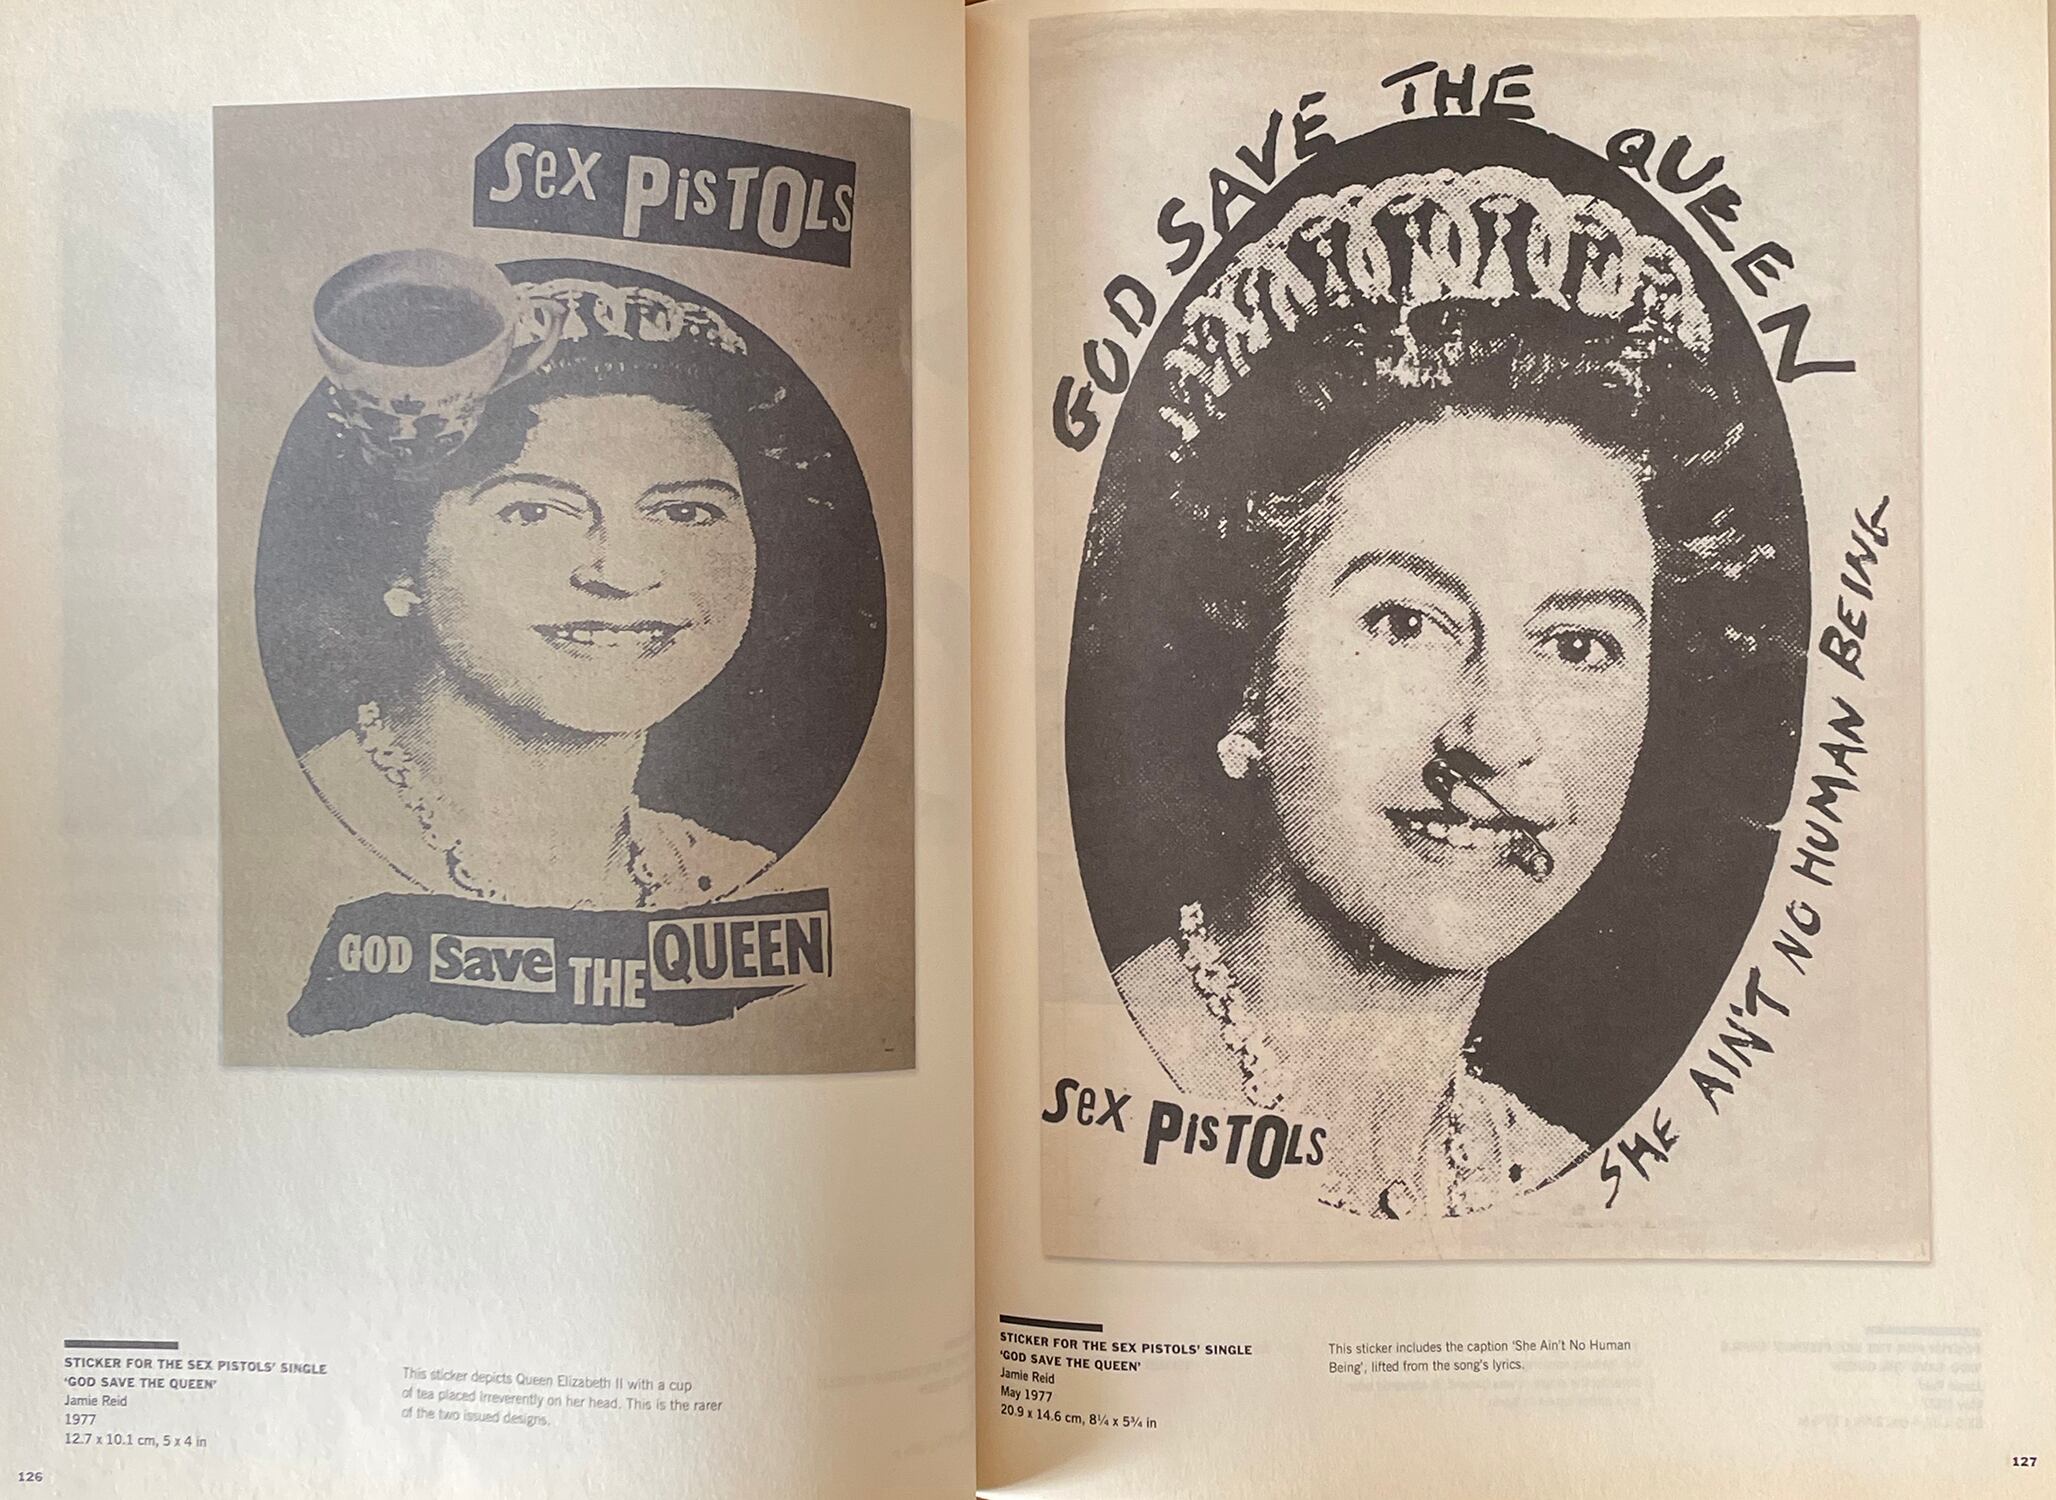 Sex PisTOLs
GOD Save THE QUEEN
STICKER FOR THE SEX PISTOLS' SINGLE
'GOD SAVE THE QUEEN'
Jamie Reid
1977
12.7 x 10.1 cm, 5 x 4 in
This sticker depicts Queen Elizabeth II with a cup
of tea placed irreverently on her head. This is the rarer
of the two issued designs.
126
GOD SAVE THE QUEEN
SHE AIN'T NO HUMAN BEING
Sex PisTOLs
STICKER FOR THE SEX PISTOLS' SINGLE
'GOD SAVE THE QUEEN'
Jamie Reid
May 1977
20.9 x 14.6 cm, 8¼ x 5¾ in
This sticker includes the caption 'She Ain't No Human
Being', lifted from the song's lyrics.
127